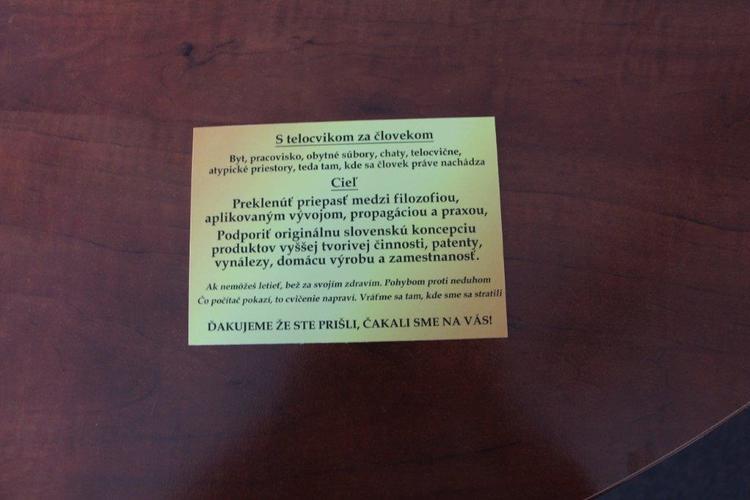 S telocvikom za človekom
Byt, pracovisko, obytné súbory, chaty, telocvične,
atypické priestory, teda tam, kde sa človek práve nachádza
Cieľ
Preklenúť priepasť medzi filozofiou,
aplikovaným vývojom, propagáciou a praxou,
Podporiť originálnu slovenskú koncepciu
produktov vyššej tvorivej činnosti, patenty,
vynálezy, domácu výrobu a zamestnanosť.
Ak nemôžeš letieť, bež za svojím zdravím. Pohybom proti neduhom
Čo počítač pokazí, to cvičenie napraví. Vráťme sa tam, kde sme sa stratili
ĎAKUJEME ŽE STE PRIŠLI, ČAKALI SME NA VÁS!